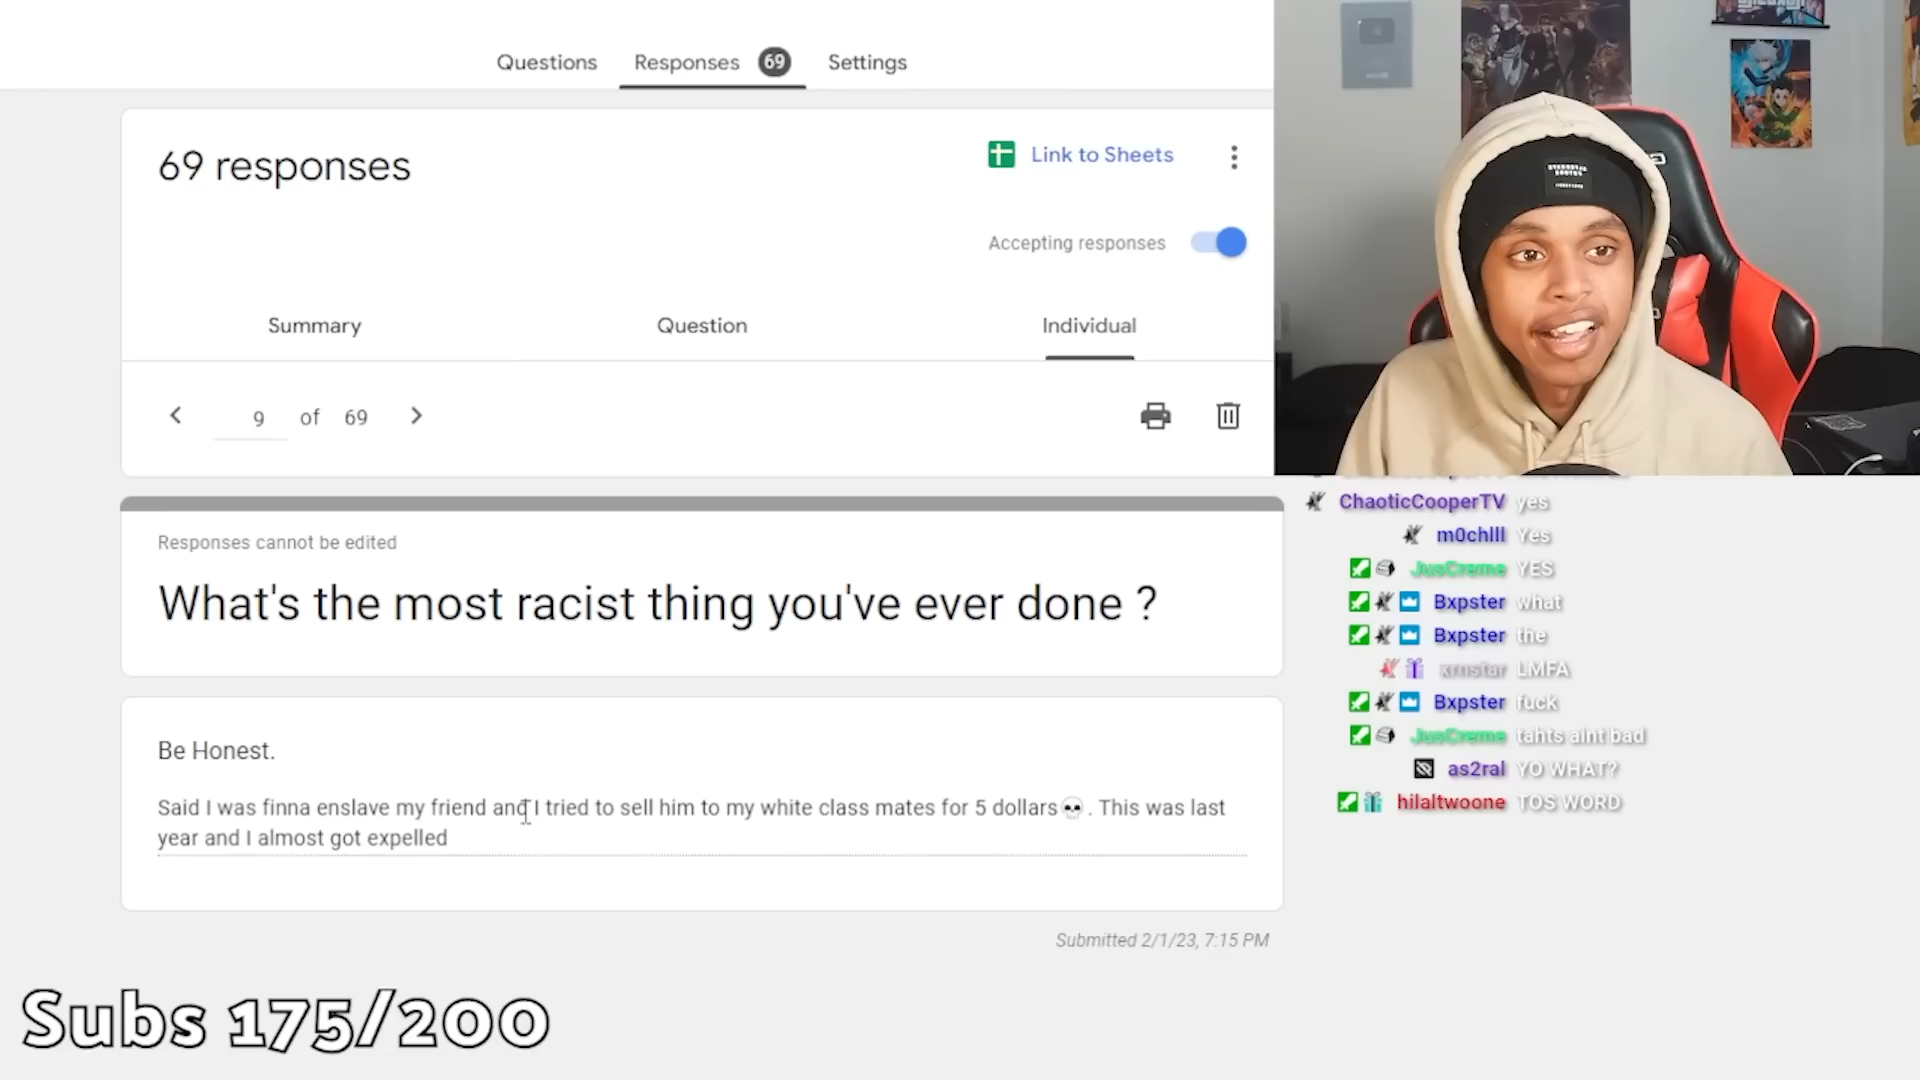 Questions Responses 69 Settings
69 responses
Link to Sheets
Accepting responses
Summary Question Individual
9 of 69
Responses cannot be edited
What's the most racist thing you've ever done ?
Be Honest.
Said I was finna enslave my friend and I tried to sell him to my white class mates for 5 dollars💀. This was last
year and I almost got expelled
Submitted 2/1/23, 7:15 PM
Subs 175/200
ChaoticCooperTV yes
m0chlll Yes
JusCreme YES
Bxpster what
Bxpster the
xrnstar LMFA
Bxpster fuck
JusCreme tahts aint bad
as2ral YO WHAT?
hilaltwoone TOS WORD